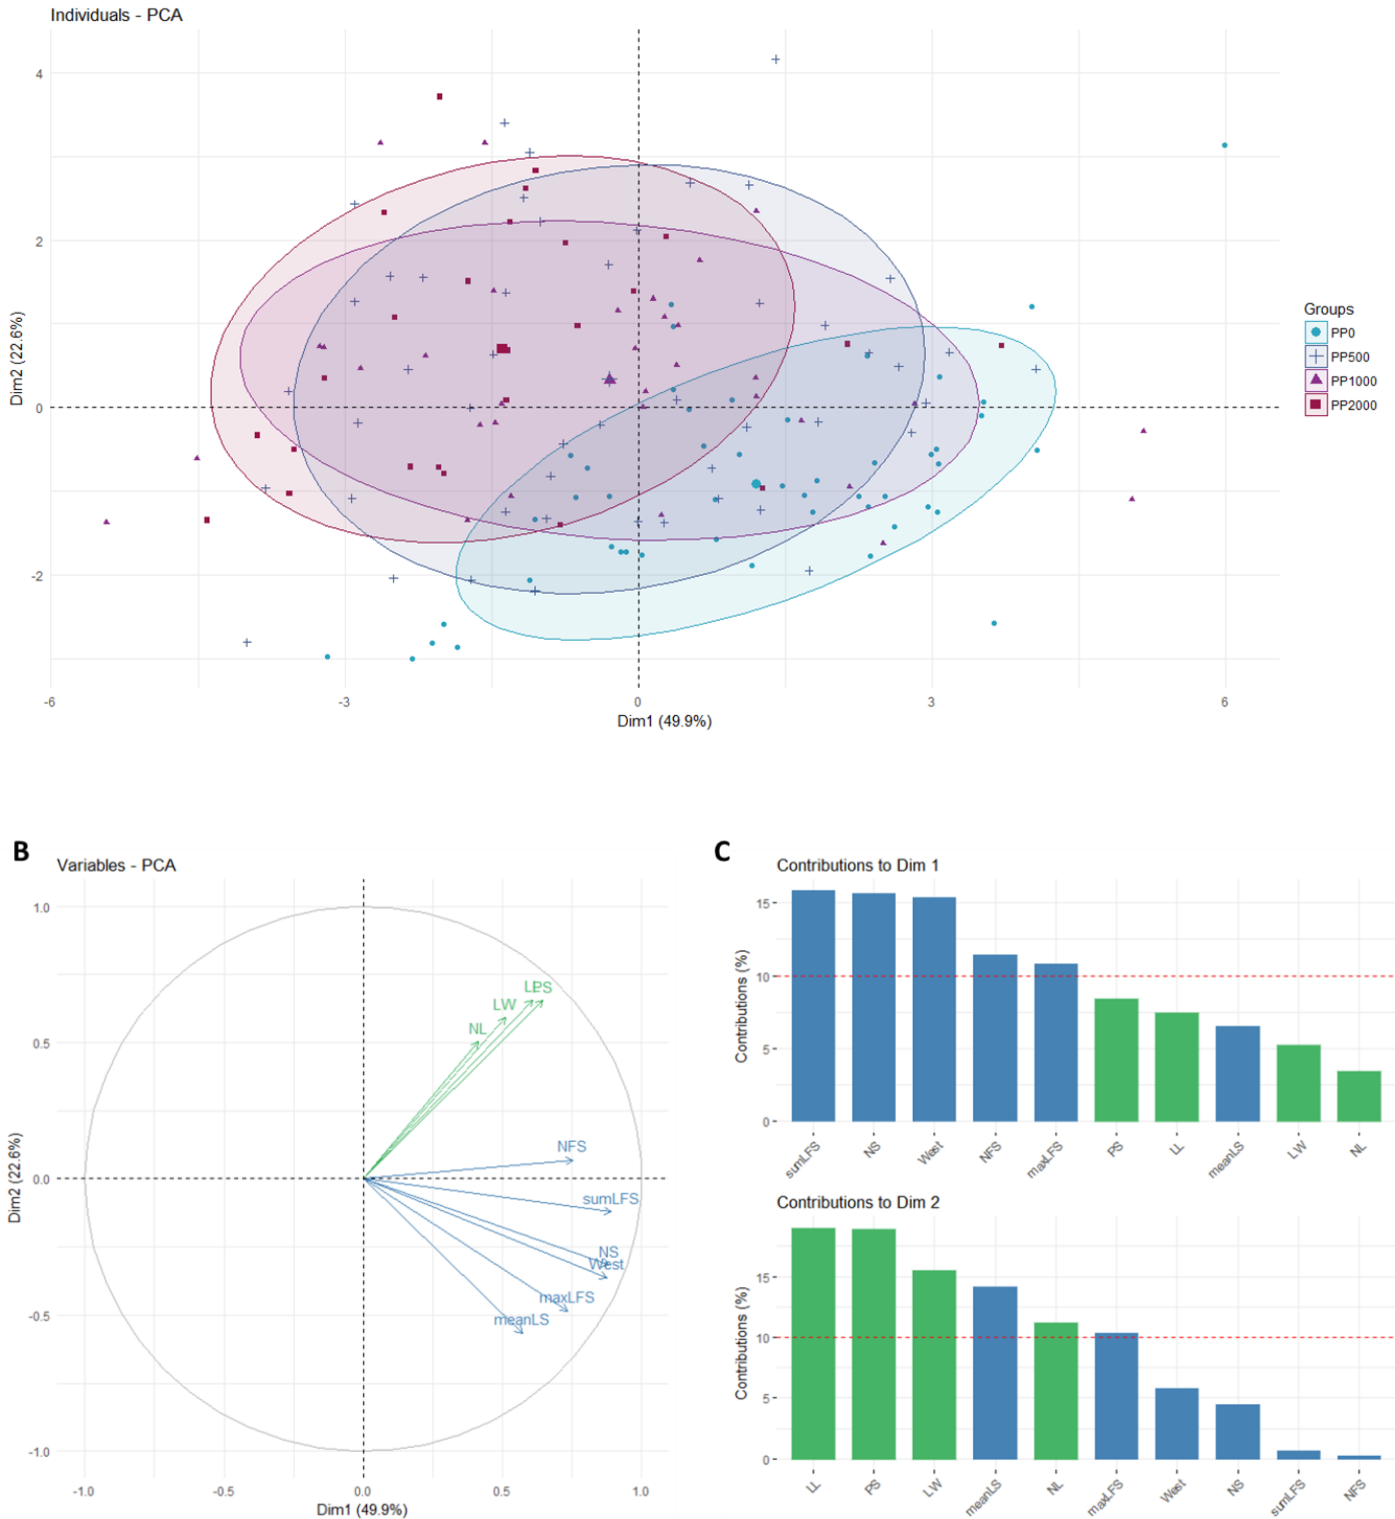 Individuals - PCA
4
2
0
-2
Dim2 (22.6%)
-6
-3
0
3
6
Dim1 (49.9%)
Groups
PP0
PP500
PP1000
PP2000
B
Variables - PCA
1.0
0.5
0.0
-0.5
-1.0
Dim2 (22.6%)
LL
PS
LW
NL
NFS
sumLFS
NS
West
maxLFS
meanLS
-1.0
-0.5
0.0
0.5
1.0
Dim1 (49.9%)
C
Contributions to Dim 1
Contributions (%)
15
10
5
0
sumLFS
NS
West
NFS
maxLFS
PS
LL
meanLS
LW
NL
Contributions to Dim 2
Contributions (%)
15
10
5
0
LL
PS
LW
meanLS
NL
maxLFS
West
NS
sumLFS
NFS